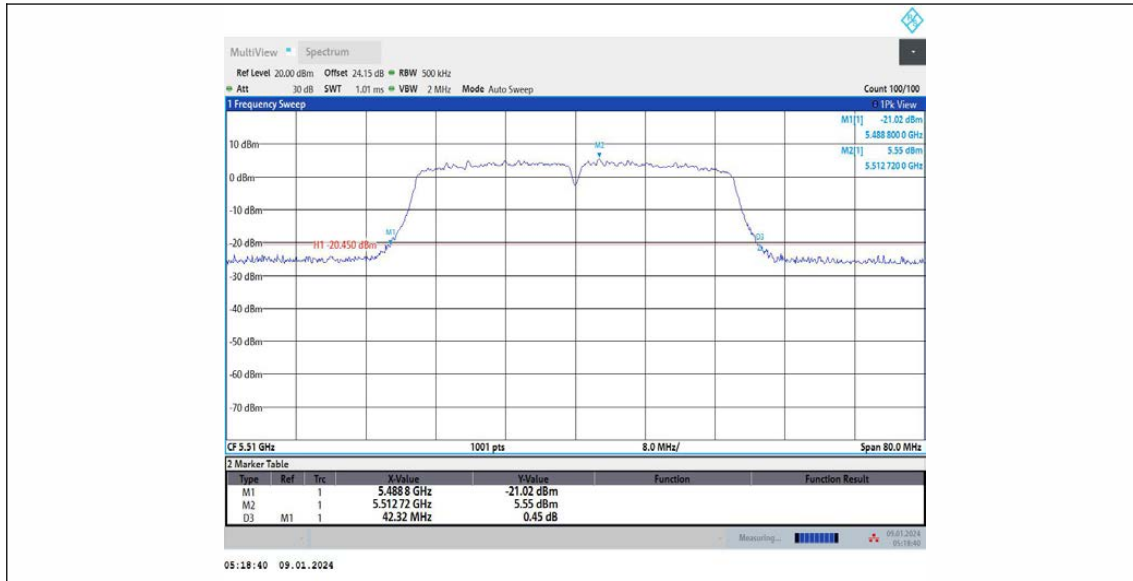 MultiView Spectrum
Ref Level 20.00 dBm Offset 24.15 dB RBW 500 kHz
Att 30 dB SWT 1.01 ms VBW 2 MHz Mode Auto Sweep Count 100/100
1 Frequency Sweep 1Pk View
M1[1] -21.02 dBm
5.488 800 0 GHz
M2[1] 5.55 dBm
5.512 720 0 GHz
M2
10 dBm
0 dBm
-10 dBm
M1
D3
-20 dBm
H1 -20.450 dBm
-30 dBm
-40 dBm
-50 dBm
-60 dBm
-70 dBm
CF 5.51 GHz 1001 pts 8.0 MHz/ Span 80.0 MHz
2 Marker Table
Type Ref Trc X-Value Y-Value Function Function Result
M1 1 5.4888 GHz -21.02 dBm
M2 1 5.51272 GHz 5.55 dBm
D3 M1 1 42.32 MHz 0.45 dB
Measuring... 09.01.2024
05:18:40
05:18:40 09.01.2024